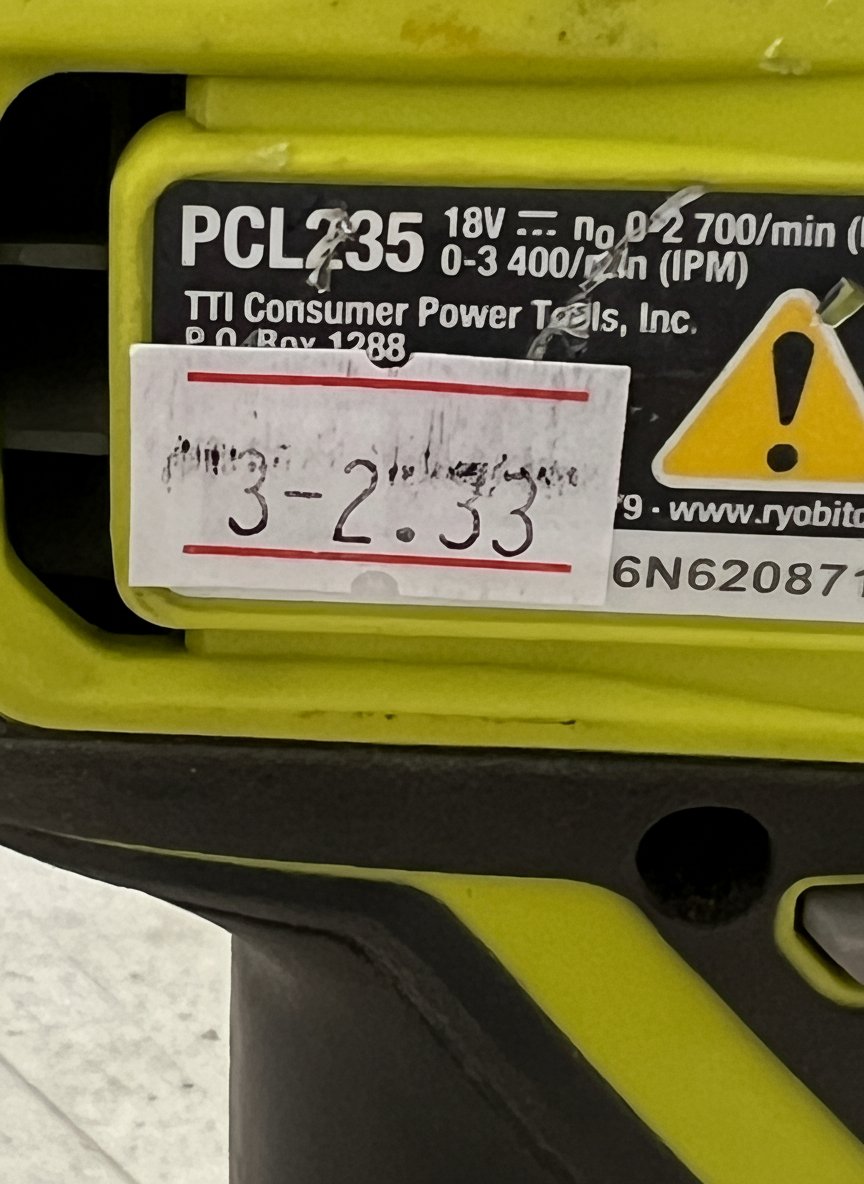 PCL235 18V n₀ 0-2 700/min
0-3 400/min (IPM)
TTI Consumer Power Tools, Inc.
P.O. Box 1288
3-2.33
9 · www.ryobito
6N620871